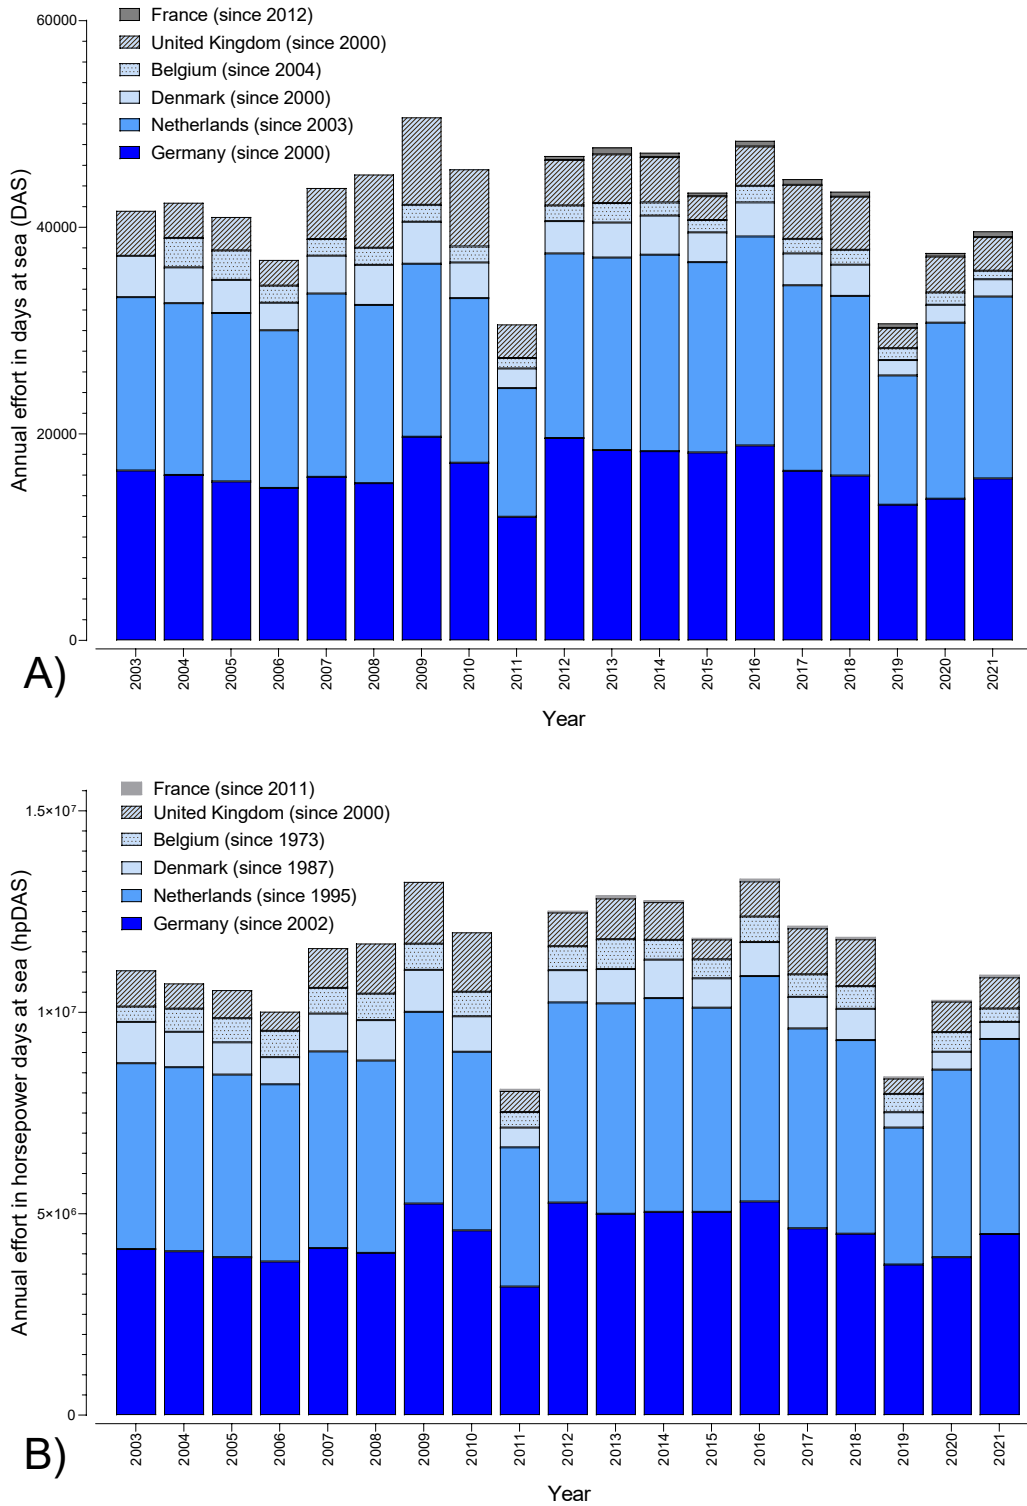 60000
France (since 2012)
United Kingdom (since 2000)
Belgium (since 2004)
Denmark (since 2000)
Netherlands (since 2003)
Germany (since 2000)
40000
20000
0
Annual effort in days at sea (DAS)
2003 2004 2005 2006 2007 2008 2009 2010 2011 2012 2013 2014 2015 2016 2017 2018 2019 2020 2021
A)
Year
France (since 2011)
United Kingdom (since 2000)
Belgium (since 1973)
Denmark (since 1987)
Netherlands (since 1995)
Germany (since 2002)
1.5×10⁷
1×10⁷
5×10⁶
0
Annual effort in horsepower days at sea (hpDAS)
2003 2004 2005 2006 2007 2008 2009 2010 2011 2012 2013 2014 2015 2016 2017 2018 2019 2020 2021
B)
Year